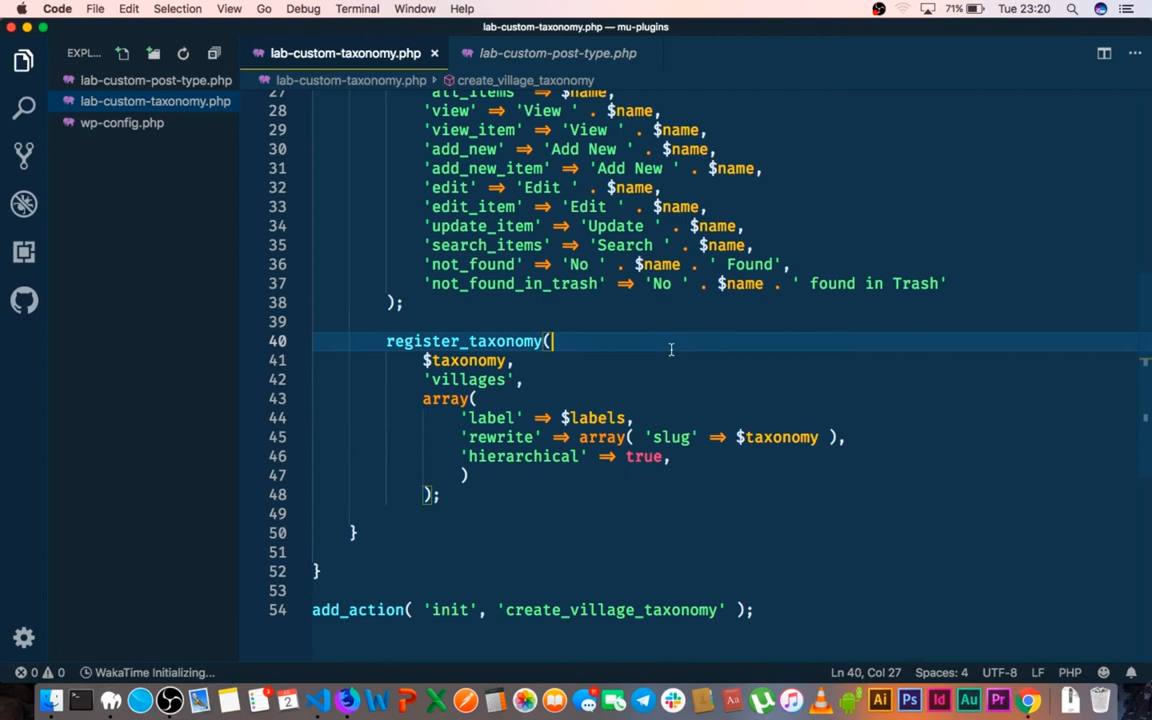 Code File Edit Selection View Go Debug Terminal Window Help 71% Tue 23:20
lab-custom-taxonomy.php — mu-plugins
EXPL...
lab-custom-taxonomy.php
lab-custom-post-type.php
lab-custom-post-type.php
lab-custom-taxonomy.php
wp-config.php
lab-custom-taxonomy.php create_village_taxonomy
27 'all_items' => $name,
28 'view' => 'View ' . $name,
29 'view_item' => 'View ' . $name,
30 'add_new' => 'Add New ' . $name,
31 'add_new_item' => 'Add New ' . $name,
32 'edit' => 'Edit ' . $name,
33 'edit_item' => 'Edit ' . $name,
34 'update_item' => 'Update ' . $name,
35 'search_items' => 'Search ' . $name,
36 'not_found' => 'No ' . $name . ' Found',
37 'not_found_in_trash' => 'No ' . $name . ' found in Trash'
38 );
39
40 register_taxonomy(
41 $taxonomy,
42 'villages',
43 array(
44 'label' => $labels,
45 'rewrite' => array( 'slug' => $taxonomy ),
46 'hierarchical' => true,
47 )
48 );
49
50 }
51
52 }
53
54 add_action( 'init', 'create_village_taxonomy' );
0 0 WakaTime Initializing... Ln 40, Col 27 Spaces: 4 UTF-8 LF PHP